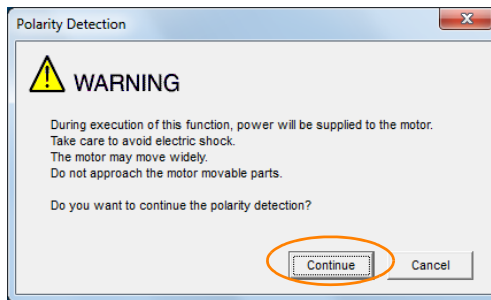 Polarity Detection
WARNING
During execution of this function, power will be supplied to the motor.
Take care to avoid electric shock.
The motor may move widely.
Do not approach the motor movable parts.
Do you want to continue the polarity detection?
Continue
Cancel